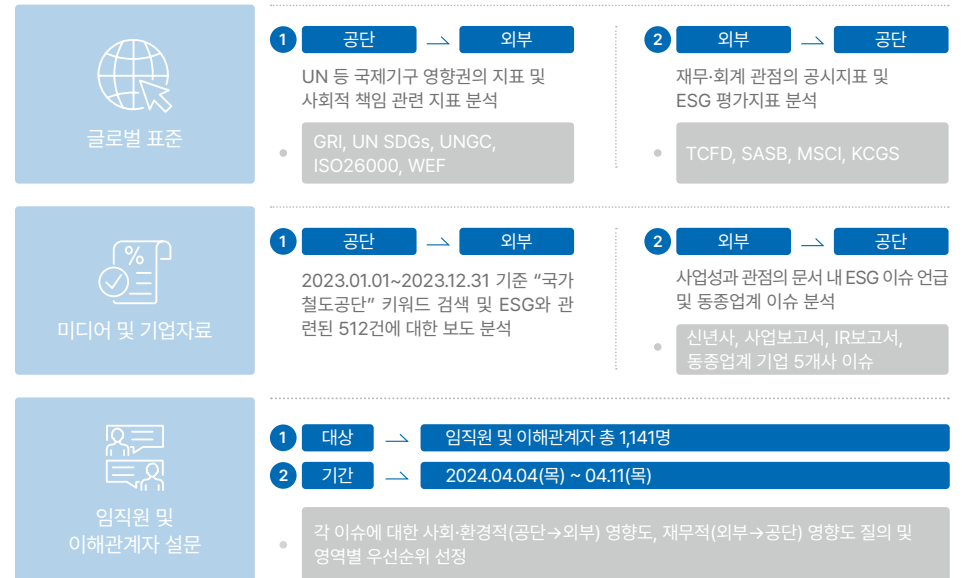 글로벌 표준
1 공단 → 외부
UN 등 국제기구 영향권의 지표 및
사회적 책임 관련 지표 분석
GRI, UN SDGs, UNGC,
ISO26000, WEF
2 외부 → 공단
재무·회계 관점의 공시지표 및
ESG 평가지표 분석
TCFD, SASB, MSCI, KCGS
미디어 및 기업자료
1 공단 → 외부
2023.01.01~2023.12.31 기준 “국가
철도공단” 키워드 검색 및 ESG와 관
련된 512건에 대한 보도 분석
2 외부 → 공단
사업성과 관점의 문서 내 ESG 이슈 언급
및 동종업계 이슈 분석
신년사, 사업보고서, IR보고서,
동종업계 기업 5개사 이슈
임직원 및
이해관계자 설문
1 대상 → 임직원 및 이해관계자 총 1,141명
2 기간 → 2024.04.04(목) ~ 04.11(목)
각 이슈에 대한 사회·환경적(공단→외부) 영향도, 재무적(외부→공단) 영향도 질의 및
영역별 우선순위 선정